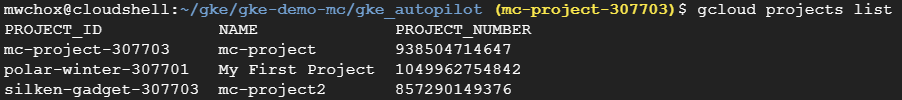 mwchox@cloudshell:~/gke/gke-demo-mc/gke_autopilot (mc-project-307703)$ gcloud projects list
PROJECT_ID NAME PROJECT_NUMBER
mc-project-307703 mc-project 938504714647
polar-winter-307701 My First Project 1049962754842
silken-gadget-307703 mc-project2 857290149376